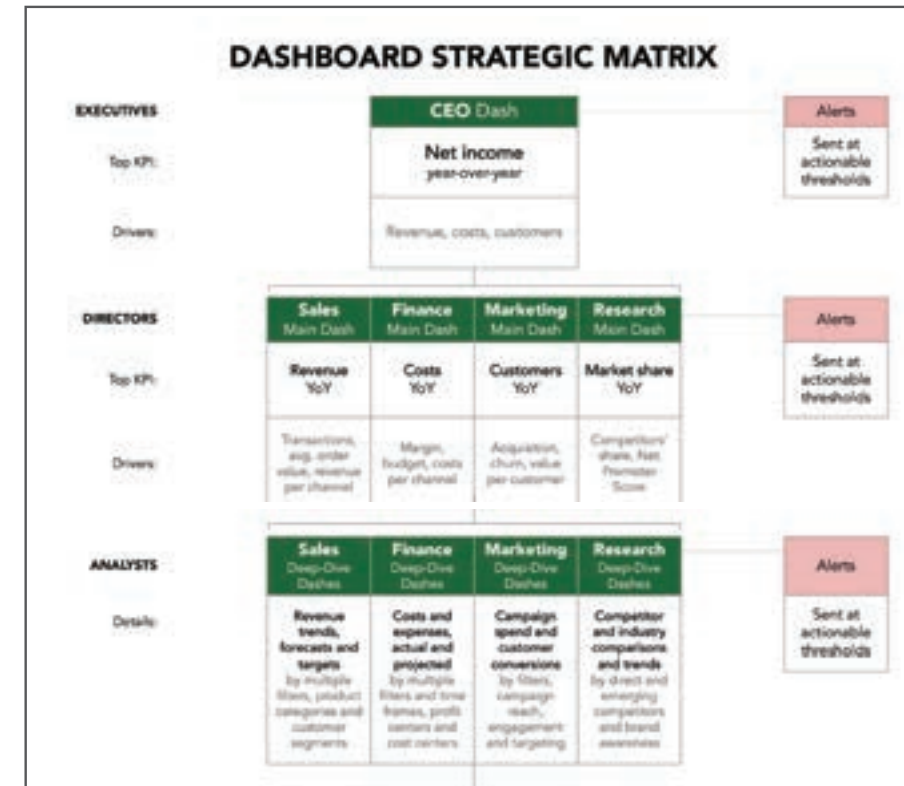 DASHBOARD STRATEGIC MATRIX
EXECUTIVES
CEO Dash
Alerts
Top KPI:
Net income
year-over-year
Sent at
actionable
thresholds
Drivers:
Revenue, costs, customers
DIRECTORS
Sales
Main Dash
Finance
Main Dash
Marketing
Main Dash
Research
Main Dash
Alerts
Top KPI:
Revenue
YoY
Costs
YoY
Customers
YoY
Market share
YoY
Sent at
actionable
thresholds
Drivers:
Transactions,
avg. order
value, revenue
per channel
Margin,
budget, costs
per channel
Acquisition,
churn, value
per customer
Competitors'
share, Net
Promoter
Score
ANALYSTS
Sales
Deep-Dive
Dashes
Finance
Deep-Dive
Dashes
Marketing
Deep-Dive
Dashes
Research
Deep-Dive
Dashes
Alerts
Details:
Revenue
trends,
forecasts and
targets
by multiple
filters, product
categories and
customer
segments
Costs and
expenses,
actual and
projected
by multiple
filters and time
frames, profit
centers and
cost centers
Campaign
spend and
customer
conversions
by filters,
campaign
reach,
engagement
and targeting
Competitor
and industry
comparisons
and trends
by direct and
emerging
competitors
and brand
awareness
Sent at
actionable
thresholds